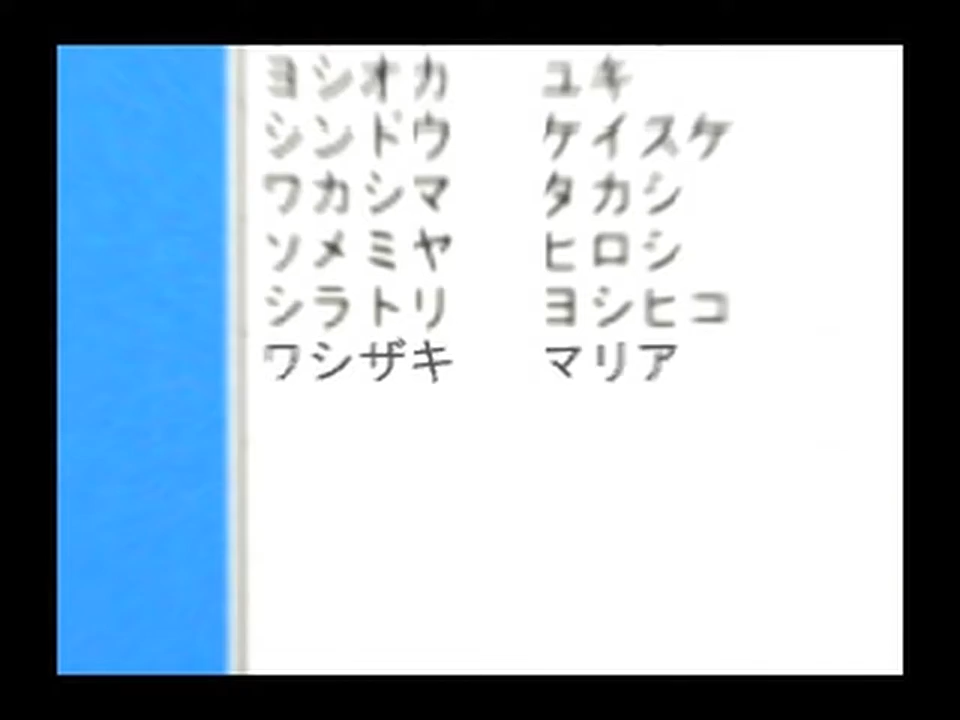 ヨシオカ ユキ
シンドウ ケイスケ
ワカシマ タカシ
ソメミヤ ヒロシ
シラトリ ヨシヒコ
ワシザキ マリア